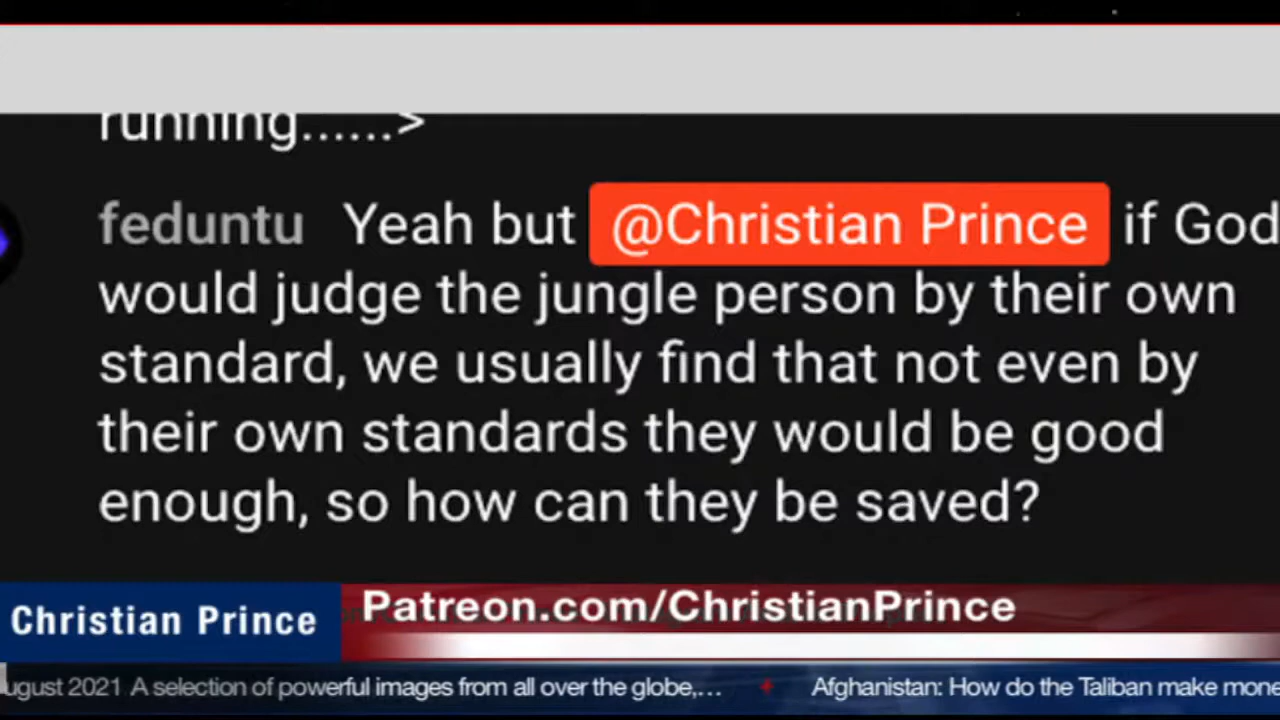 running......>
feduntu Yeah but @Christian Prince if God
would judge the jungle person by their own
standard, we usually find that not even by
their own standards they would be good
enough, so how can they be saved?
Christian Prince Patreon.com/ChristianPrince
ugust 2021 A selection of powerful images from all over the globe,... Afghanistan: How do the Taliban make mone